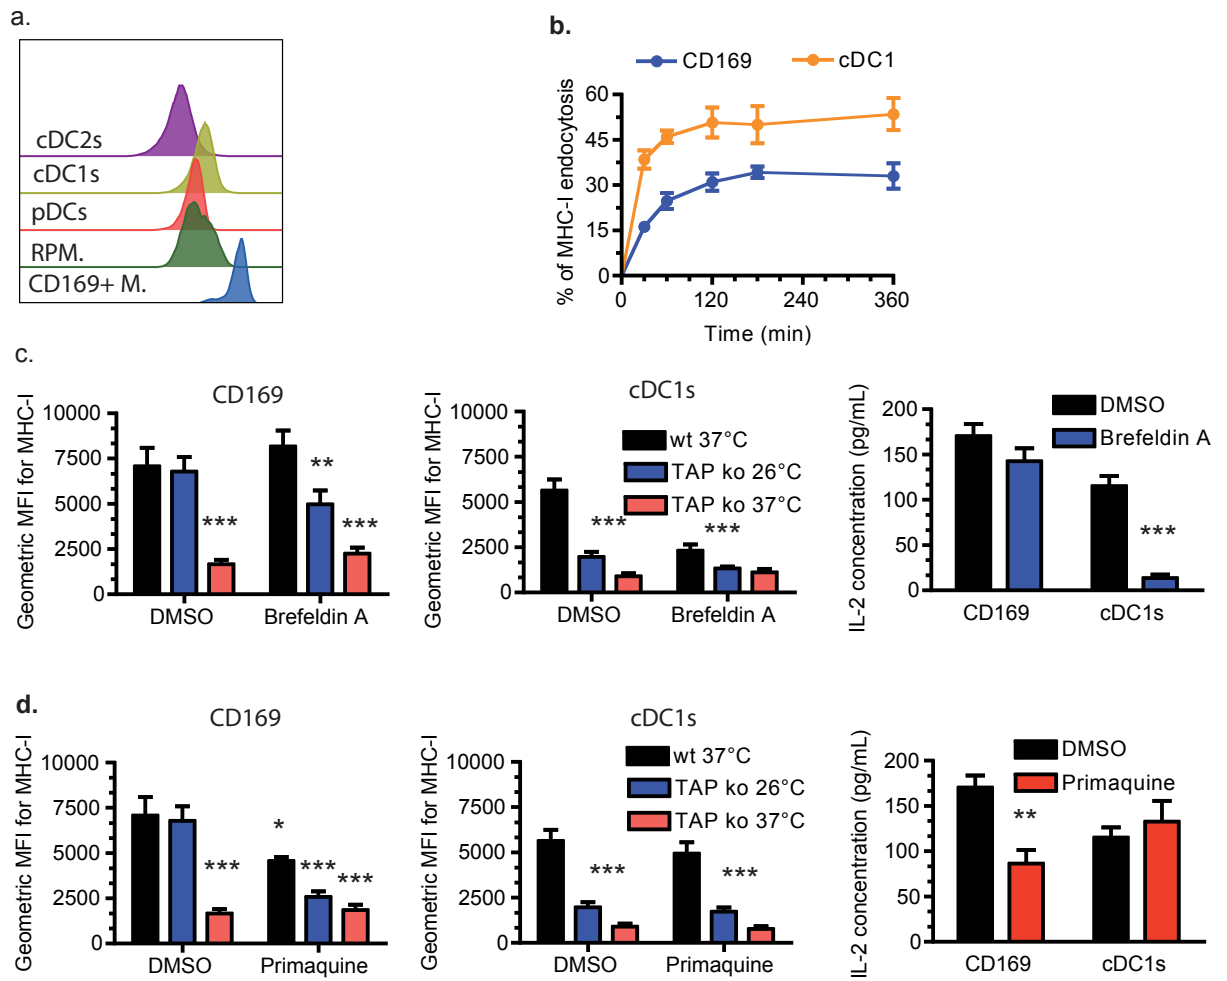 a.
cDC2s
cDC1s
pDCs
RPM.
CD169+ M.
b.
CD169
cDC1
% of MHC-I endocytosis
60
45
30
15
0
0 120 240 360
Time (min)
c.
CD169
Geometric MFI for MHC-I
10000
7500
5000
2500
0
***
**
***
DMSO Brefeldin A
cDC1s
Geometric MFI for MHC-I
10000
7500
5000
2500
0
wt 37°C
TAP ko 26°C
TAP ko 37°C
***
***
DMSO Brefeldin A
IL-2 concentration (pg/mL)
200
150
100
50
0
DMSO
Brefeldin A
***
CD169 cDC1s
d.
CD169
Geometric MFI for MHC-I
10000
7500
5000
2500
0
***
*
***
***
DMSO Primaquine
cDC1s
Geometric MFI for MHC-I
10000
7500
5000
2500
0
wt 37°C
TAP ko 26°C
TAP ko 37°C
***
***
DMSO Primaquine
IL-2 concentration (pg/mL)
200
150
100
50
0
DMSO
Primaquine
**
CD169 cDC1s